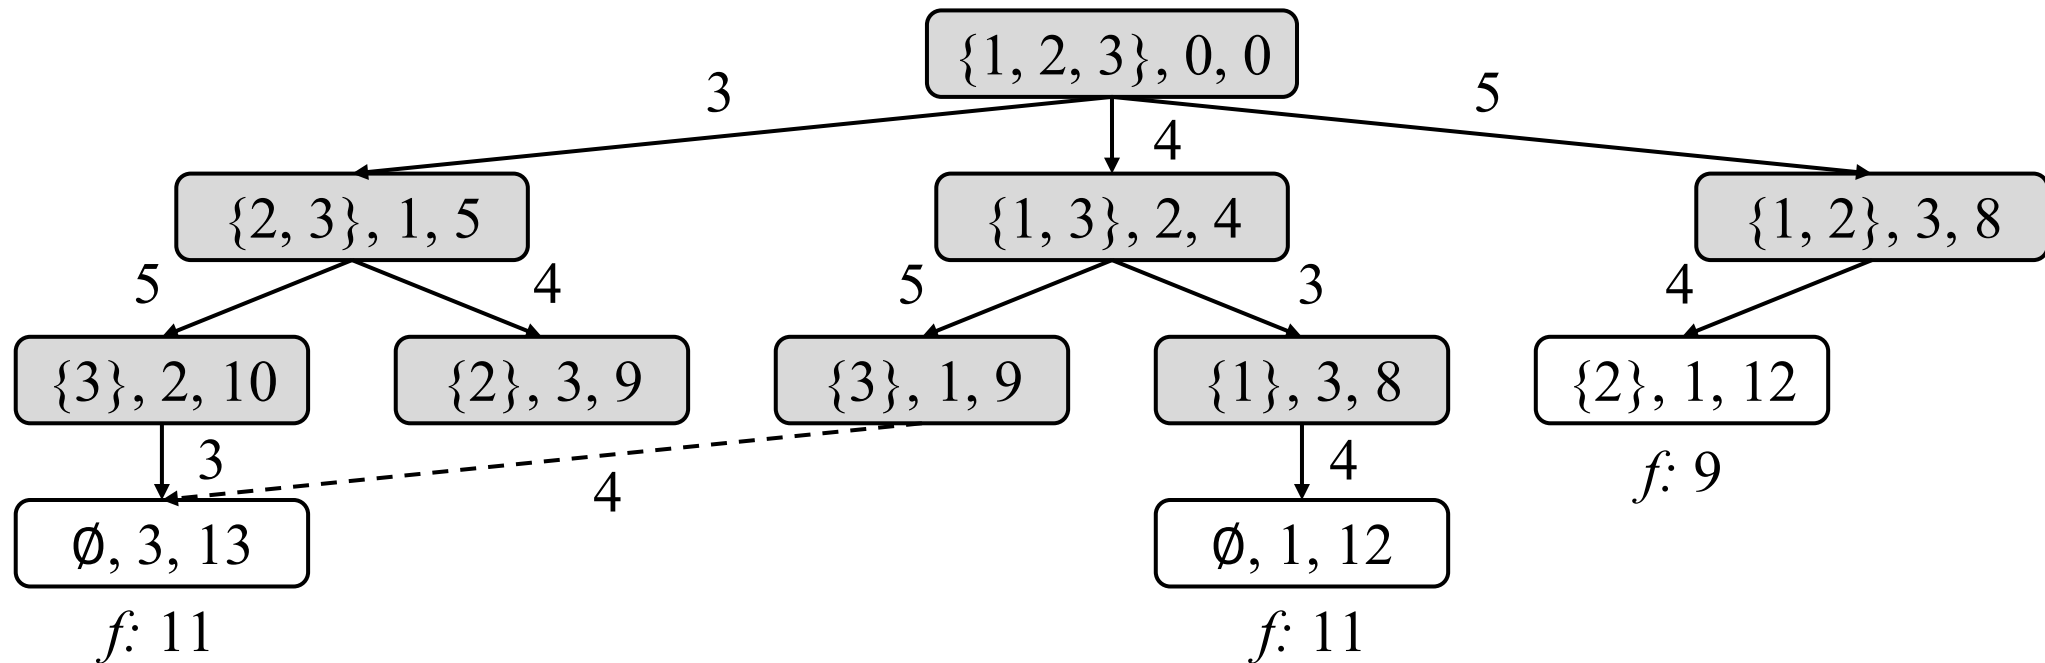 {1, 2, 3}, 0, 0
3
5
4
{2, 3}, 1, 5
{1, 3}, 2, 4
{1, 2}, 3, 8
5
4
5
3
4
{3}, 2, 10
{2}, 3, 9
{3}, 1, 9
{1}, 3, 8
{2}, 1, 12
3
4
4
f: 9
∅, 3, 13
∅, 1, 12
f: 11
f: 11